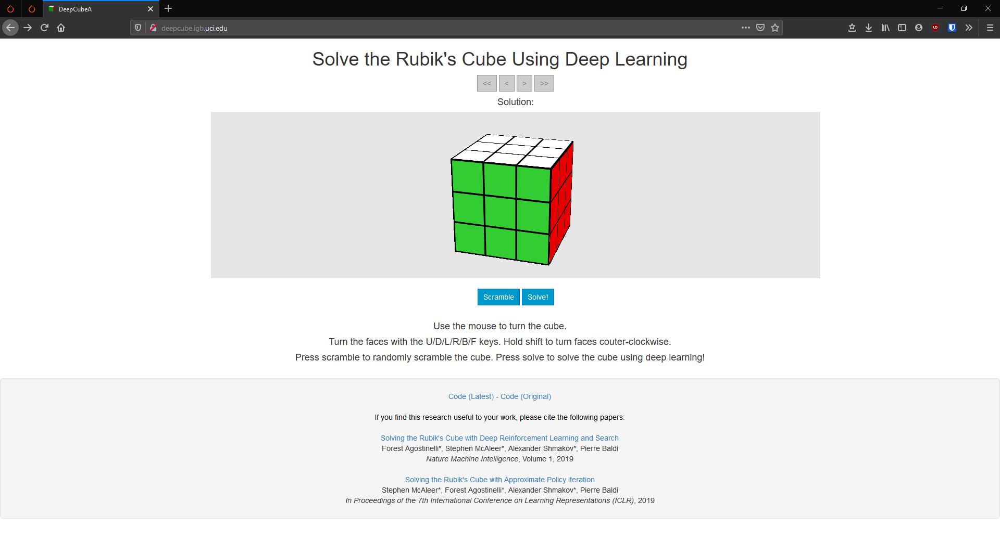 DeepCubeA
deepcube.igb.uci.edu
Solve the Rubik's Cube Using Deep Learning
<< < > >>
Solution:
Scramble Solve!
Use the mouse to turn the cube.
Turn the faces with the U/D/L/R/B/F keys. Hold shift to turn faces couter-clockwise.
Press scramble to randomly scramble the cube. Press solve to solve the cube using deep learning!
Code (Latest) - Code (Original)
If you find this research useful to your work, please cite the following papers:
Solving the Rubik's Cube with Deep Reinforcement Learning and Search
Forest Agostinelli*, Stephen McAleer*, Alexander Shmakov*, Pierre Baldi
Nature Machine Intelligence, Volume 1, 2019
Solving the Rubik's Cube with Approximate Policy Iteration
Stephen McAleer*, Forest Agostinelli*, Alexander Shmakov*, Pierre Baldi
In Proceedings of the 7th International Conference on Learning Representations (ICLR), 2019